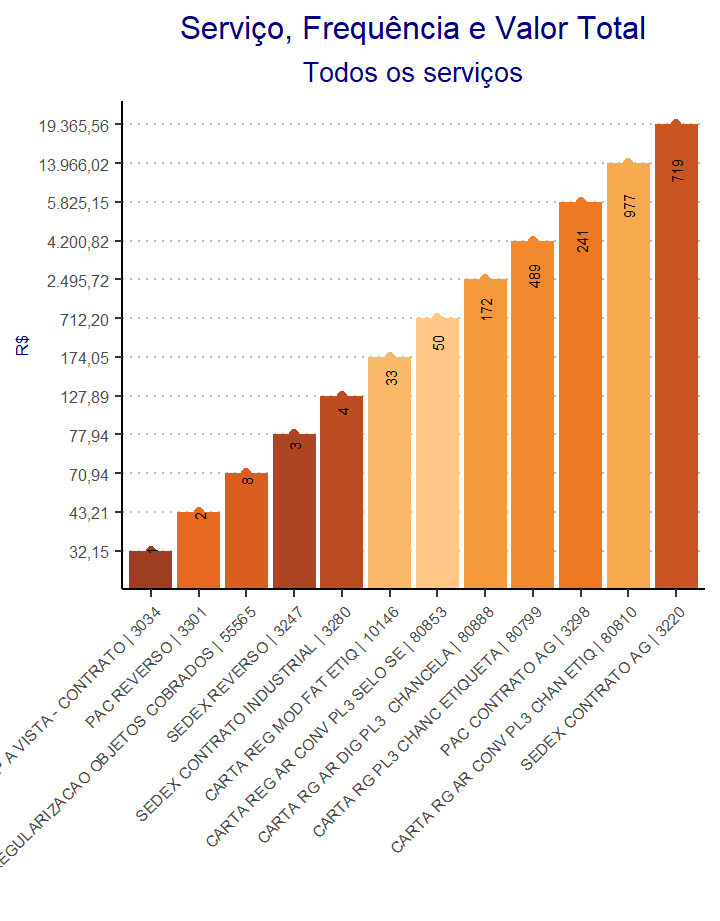 Serviço, Frequência e Valor Total
Todos os serviços
R$
19.365,56
13.966,02
5.825,15
4.200,82
2.495,72
712,20
174,05
127,89
77,94
70,94
43,21
32,15
1
2
8
3
4
33
50
172
489
241
977
719
A VISTA - CONTRATO | 3034
PAC REVERSO | 3301
REGULARIZACAO OBJETOS COBRADOS | 55565
SEDEX REVERSO | 3247
SEDEX CONTRATO INDUSTRIAL | 3280
CARTA REG MOD FAT ETIQ | 10146
CARTA REG AR CONV PL3 SELO SE | 80853
CARTA RG AR DIG PL3  CHANCELA | 80888
CARTA RG PL3 CHANC ETIQUETA | 80799
PAC CONTRATO AG | 3298
CARTA RG AR CONV PL3 CHAN ETIQ | 80810
SEDEX CONTRATO AG | 3220